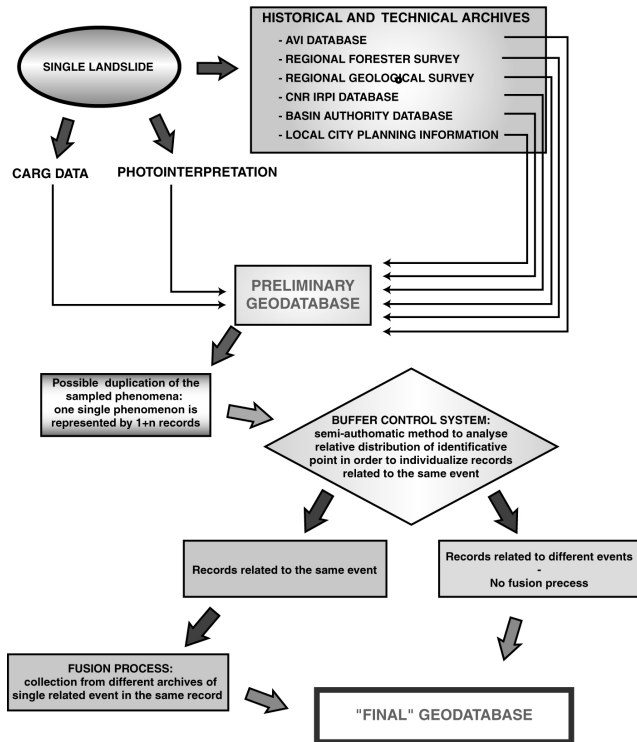 HISTORICAL AND TECHNICAL ARCHIVES
SINGLE LANDSLIDE
- AVI DATABASE
- REGIONAL FORESTER SURVEY
- REGIONAL GEOLOGICAL SURVEY
- CNR IRPI DATABASE
- BASIN AUTHORITY DATABASE
- LOCAL CITY PLANNING INFORMATION
CARG DATA
PHOTOINTERPRETATION
PRELIMINARY
GEODATABASE
Possible duplication of the
sampled phenomena:
one single phenomenon is
represented by 1+n records
BUFFER CONTROL SYSTEM:
semi-authomatic method to analyse
relative distribution of identificative
point in order to individualize records
related to the same event
Records related to the same event
Records related to different events
-
No fusion precess
FUSION PROCESS:
collection from different archives of
single related event in the same record
"FINAL" GEODATABASE